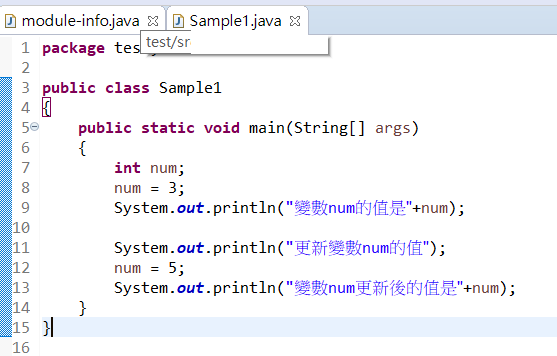 module-info.java
Sample1.java
test/sr
1 package tes
2
3 public class Sample1
4 {
5 public static void main(String[] args)
6 {
7 int num;
8 num = 3;
9 System.out.println("變數num的值是"+num);
10
11 System.out.println("更新變數num的值");
12 num = 5;
13 System.out.println("變數num更新後的值是"+num);
14 }
15 }
16